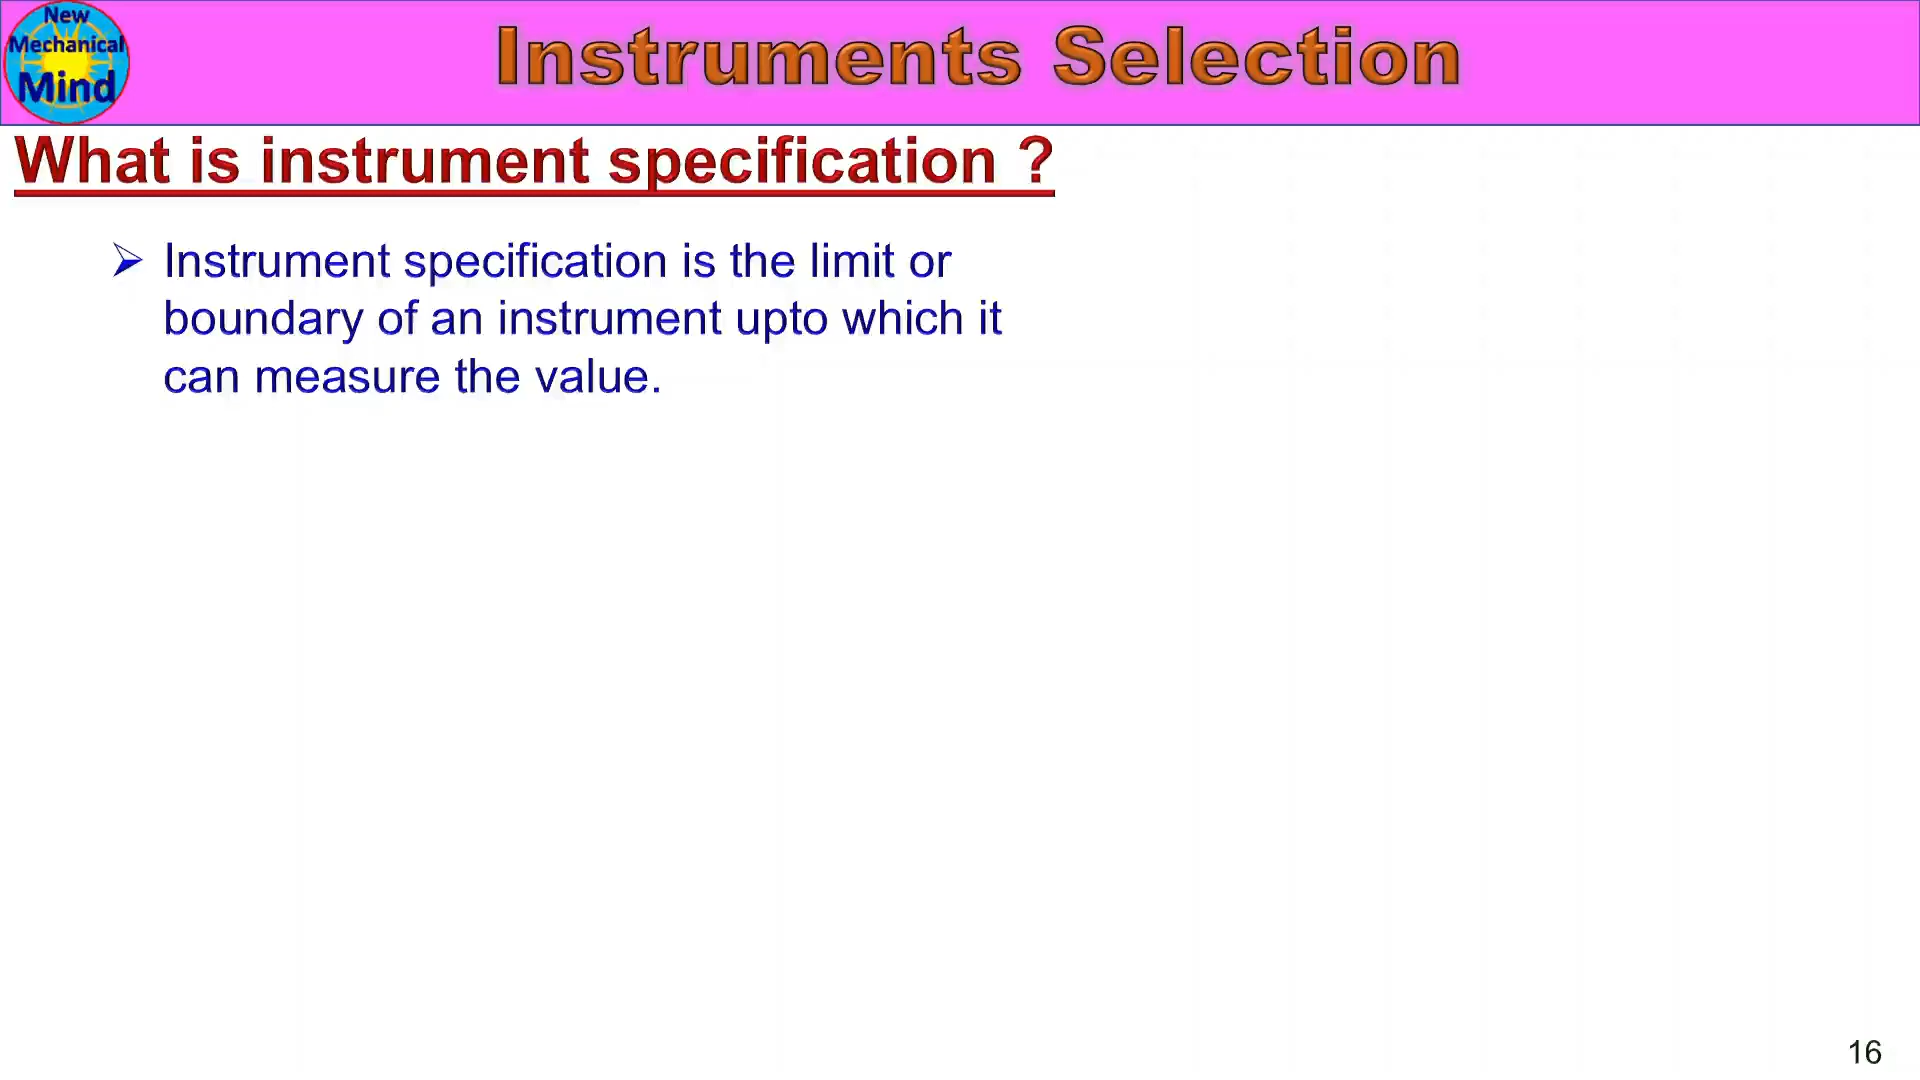 New
Mechanical
Mind
Instruments Selection
What is instrument specification ?
➢ Instrument specification is the limit or
boundary of an instrument upto which it
can measure the value.
16